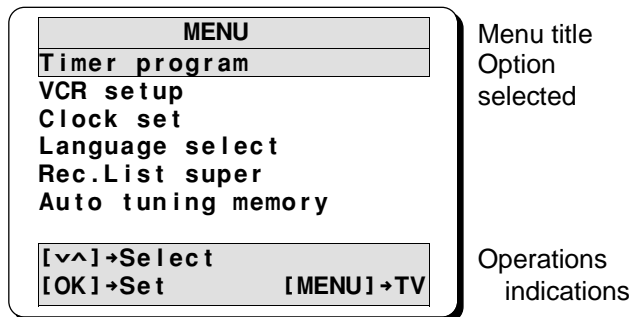 MENU
Timer program
VCR setup
Clock set
Language select
Rec.List super
Auto tuning memory
[˅˄]→Select
[OK]→Set [MENU]→TV
Menu title
Option
selected
Operations
indications